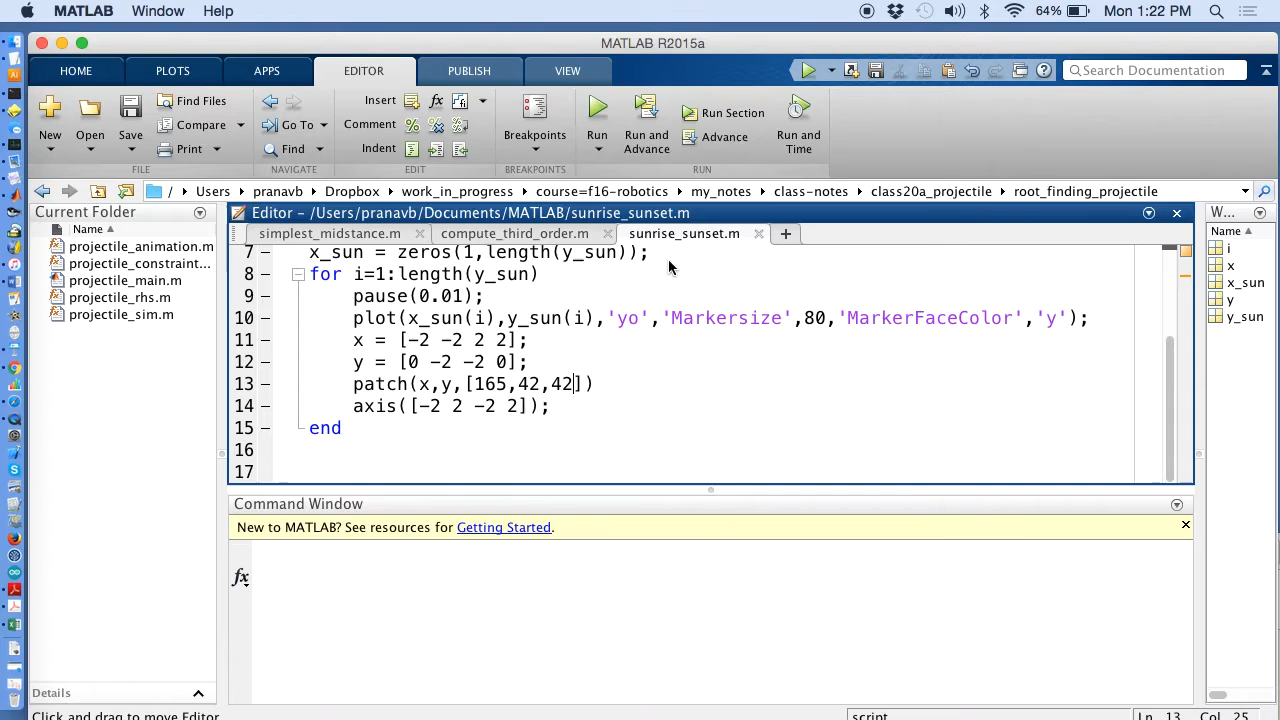 MATLAB Window Help 64% Mon 1:22 PM
MATLAB R2015a
HOME PLOTS APPS EDITOR PUBLISH VIEW Search Documentation
New Open Save Find Files Compare Print
Insert Comment Indent
Go To Find
Breakpoints Run Run and Advance Run Section Advance Run and Time
FILE NAVIGATE EDIT BREAKPOINTS RUN
/ Users pranavb Dropbox work_in_progress course=f16-robotics my_notes class-notes class20a_projectile root_finding_projectile
Current Folder
Name
projectile_animation.m
projectile_constraint...
projectile_main.m
projectile_rhs.m
projectile_sim.m
Details
Editor – /Users/pranavb/Documents/MATLAB/sunrise_sunset.m
simplest_midstance.m compute_third_order.m sunrise_sunset.m
7 – x_sun = zeros(1,length(y_sun));
8 – for i=1:length(y_sun)
9 – pause(0.01);
10 – plot(x_sun(i),y_sun(i),'yo','Markersize',80,'MarkerFaceColor','y');
11 – x = [-2 -2 2 2];
12 – y = [0 -2 -2 0];
13 – patch(x,y,[165,42,42])
14 – axis([-2 2 -2 2]);
15 – end
16
17
Command Window
New to MATLAB? See resources for Getting Started.
fx
W...
Name
i
x
x_sun
y
y_sun
Click and drag to move Editor...
script
Ln 13 Col 25